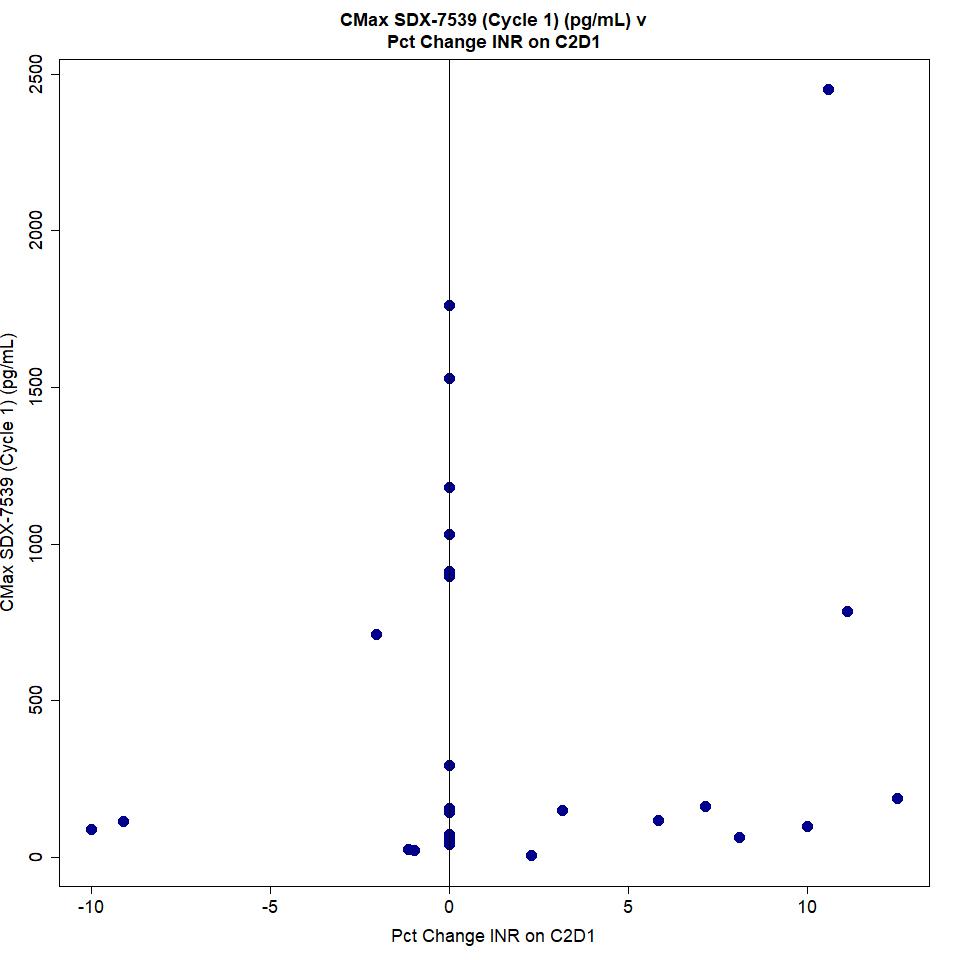 CMax SDX-7539 (Cycle 1) (pg/mL) v
Pct Change INR on C2D1
CMax SDX-7539 (Cycle 1) (pg/mL)
2500
2000
1500
1000
500
0
-10
-5
0
5
10
Pct Change INR on C2D1